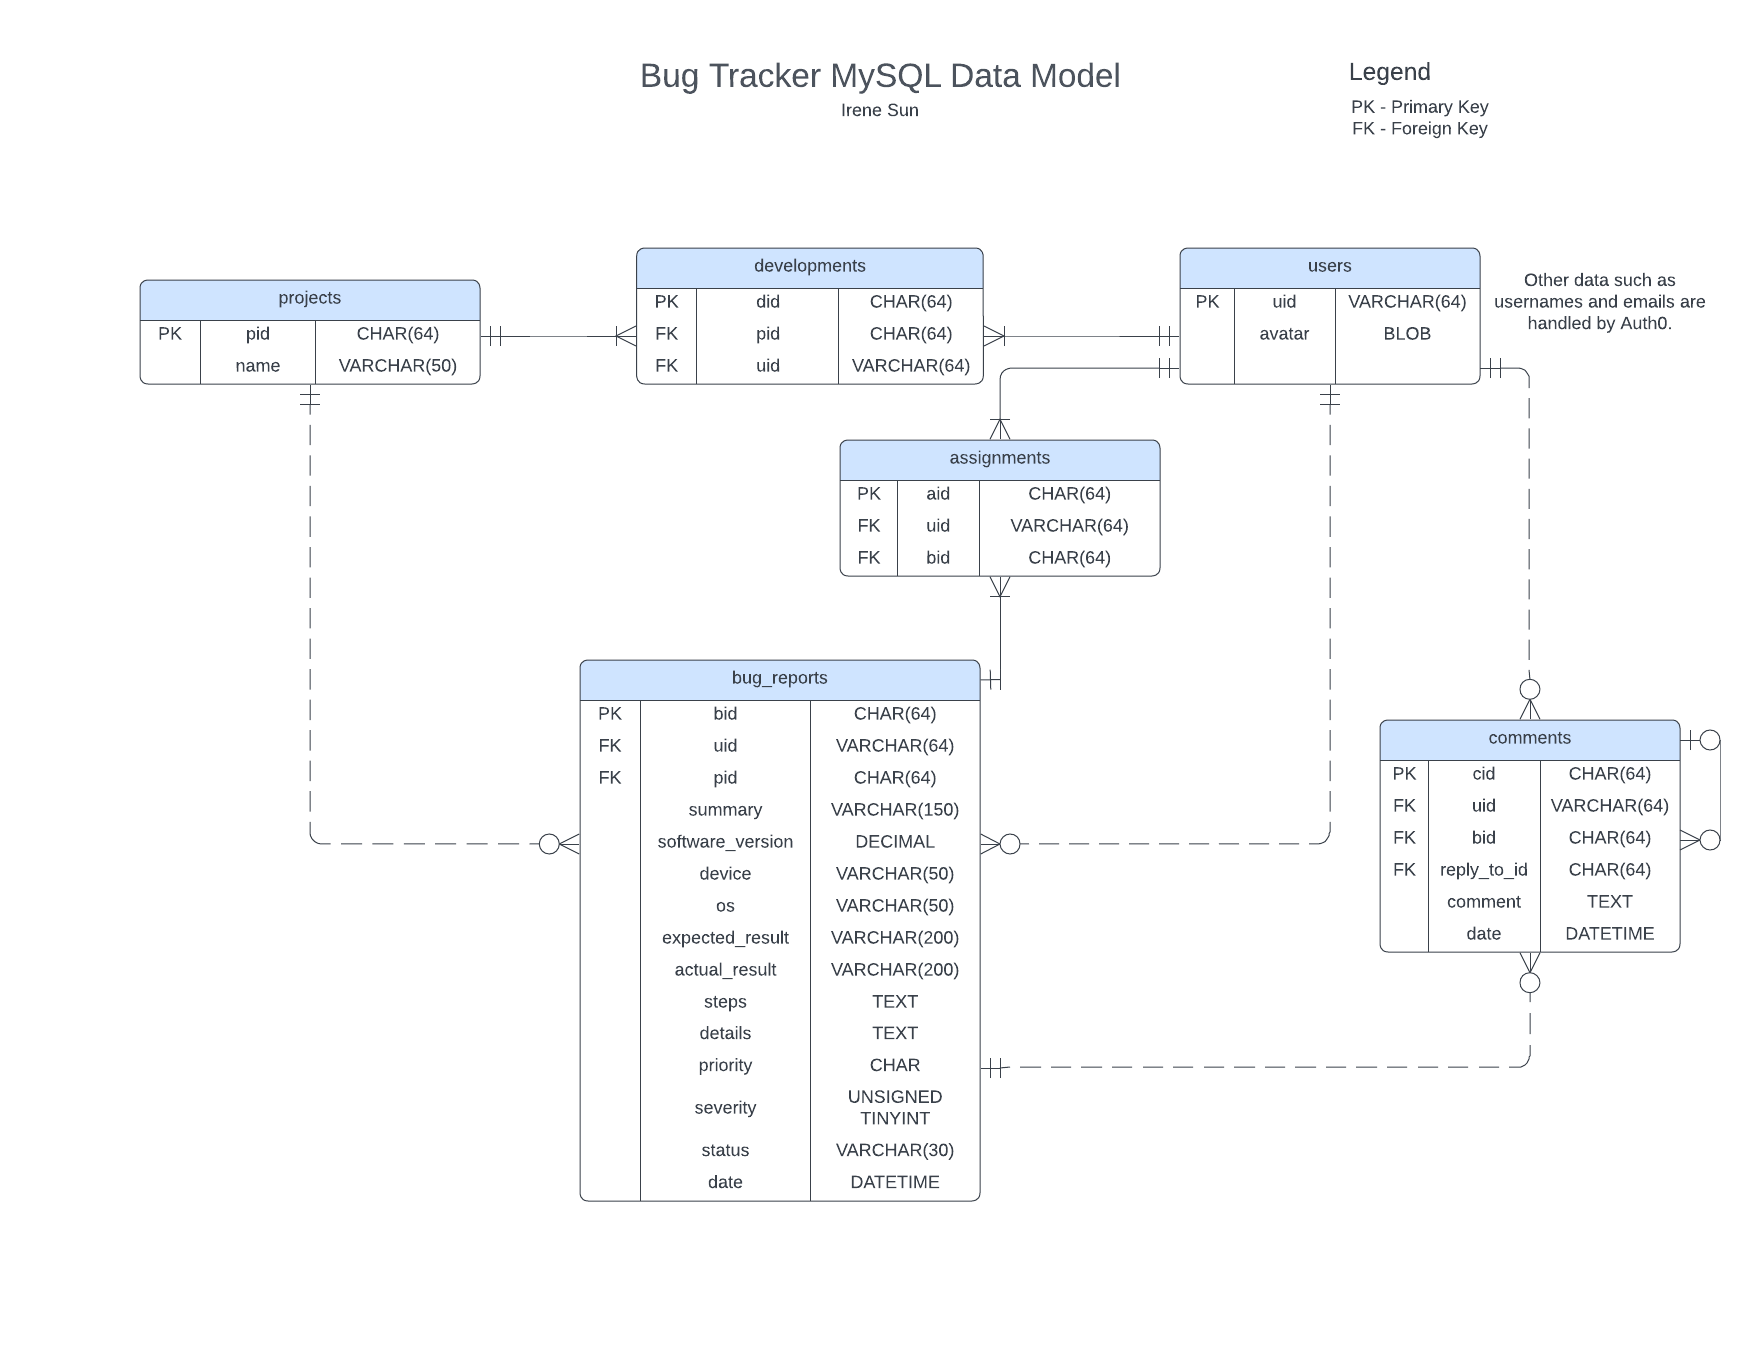 Bug Tracker MySQL Data Model
Irene Sun
Legend
PK - Primary Key
FK - Foreign Key
projects
PK pid CHAR(64)
name VARCHAR(50)
developments
PK did CHAR(64)
FK pid CHAR(64)
FK uid VARCHAR(64)
users
PK uid VARCHAR(64)
avatar BLOB
Other data such as
usernames and emails are
handled by Auth0.
assignments
PK aid CHAR(64)
FK uid VARCHAR(64)
FK bid CHAR(64)
bug_reports
PK bid CHAR(64)
FK uid VARCHAR(64)
FK pid CHAR(64)
summary VARCHAR(150)
software_version DECIMAL
device VARCHAR(50)
os VARCHAR(50)
expected_result VARCHAR(200)
actual_result VARCHAR(200)
steps TEXT
details TEXT
priority CHAR
severity UNSIGNED
TINYINT
status VARCHAR(30)
date DATETIME
comments
PK cid CHAR(64)
FK uid VARCHAR(64)
FK bid CHAR(64)
FK reply_to_id CHAR(64)
comment TEXT
date DATETIME